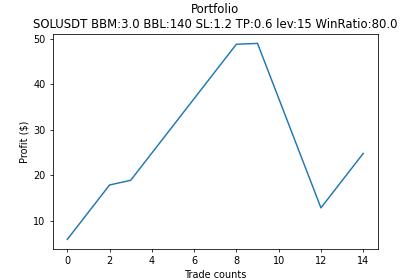 Portfolio
SOLUSDT BBM:3.0 BBL:140 SL:1.2 TP:0.6 lev:15 WinRatio:80.0
50
40
30
20
10
Profit ($)
0 2 4 6 8 10 12 14
Trade counts